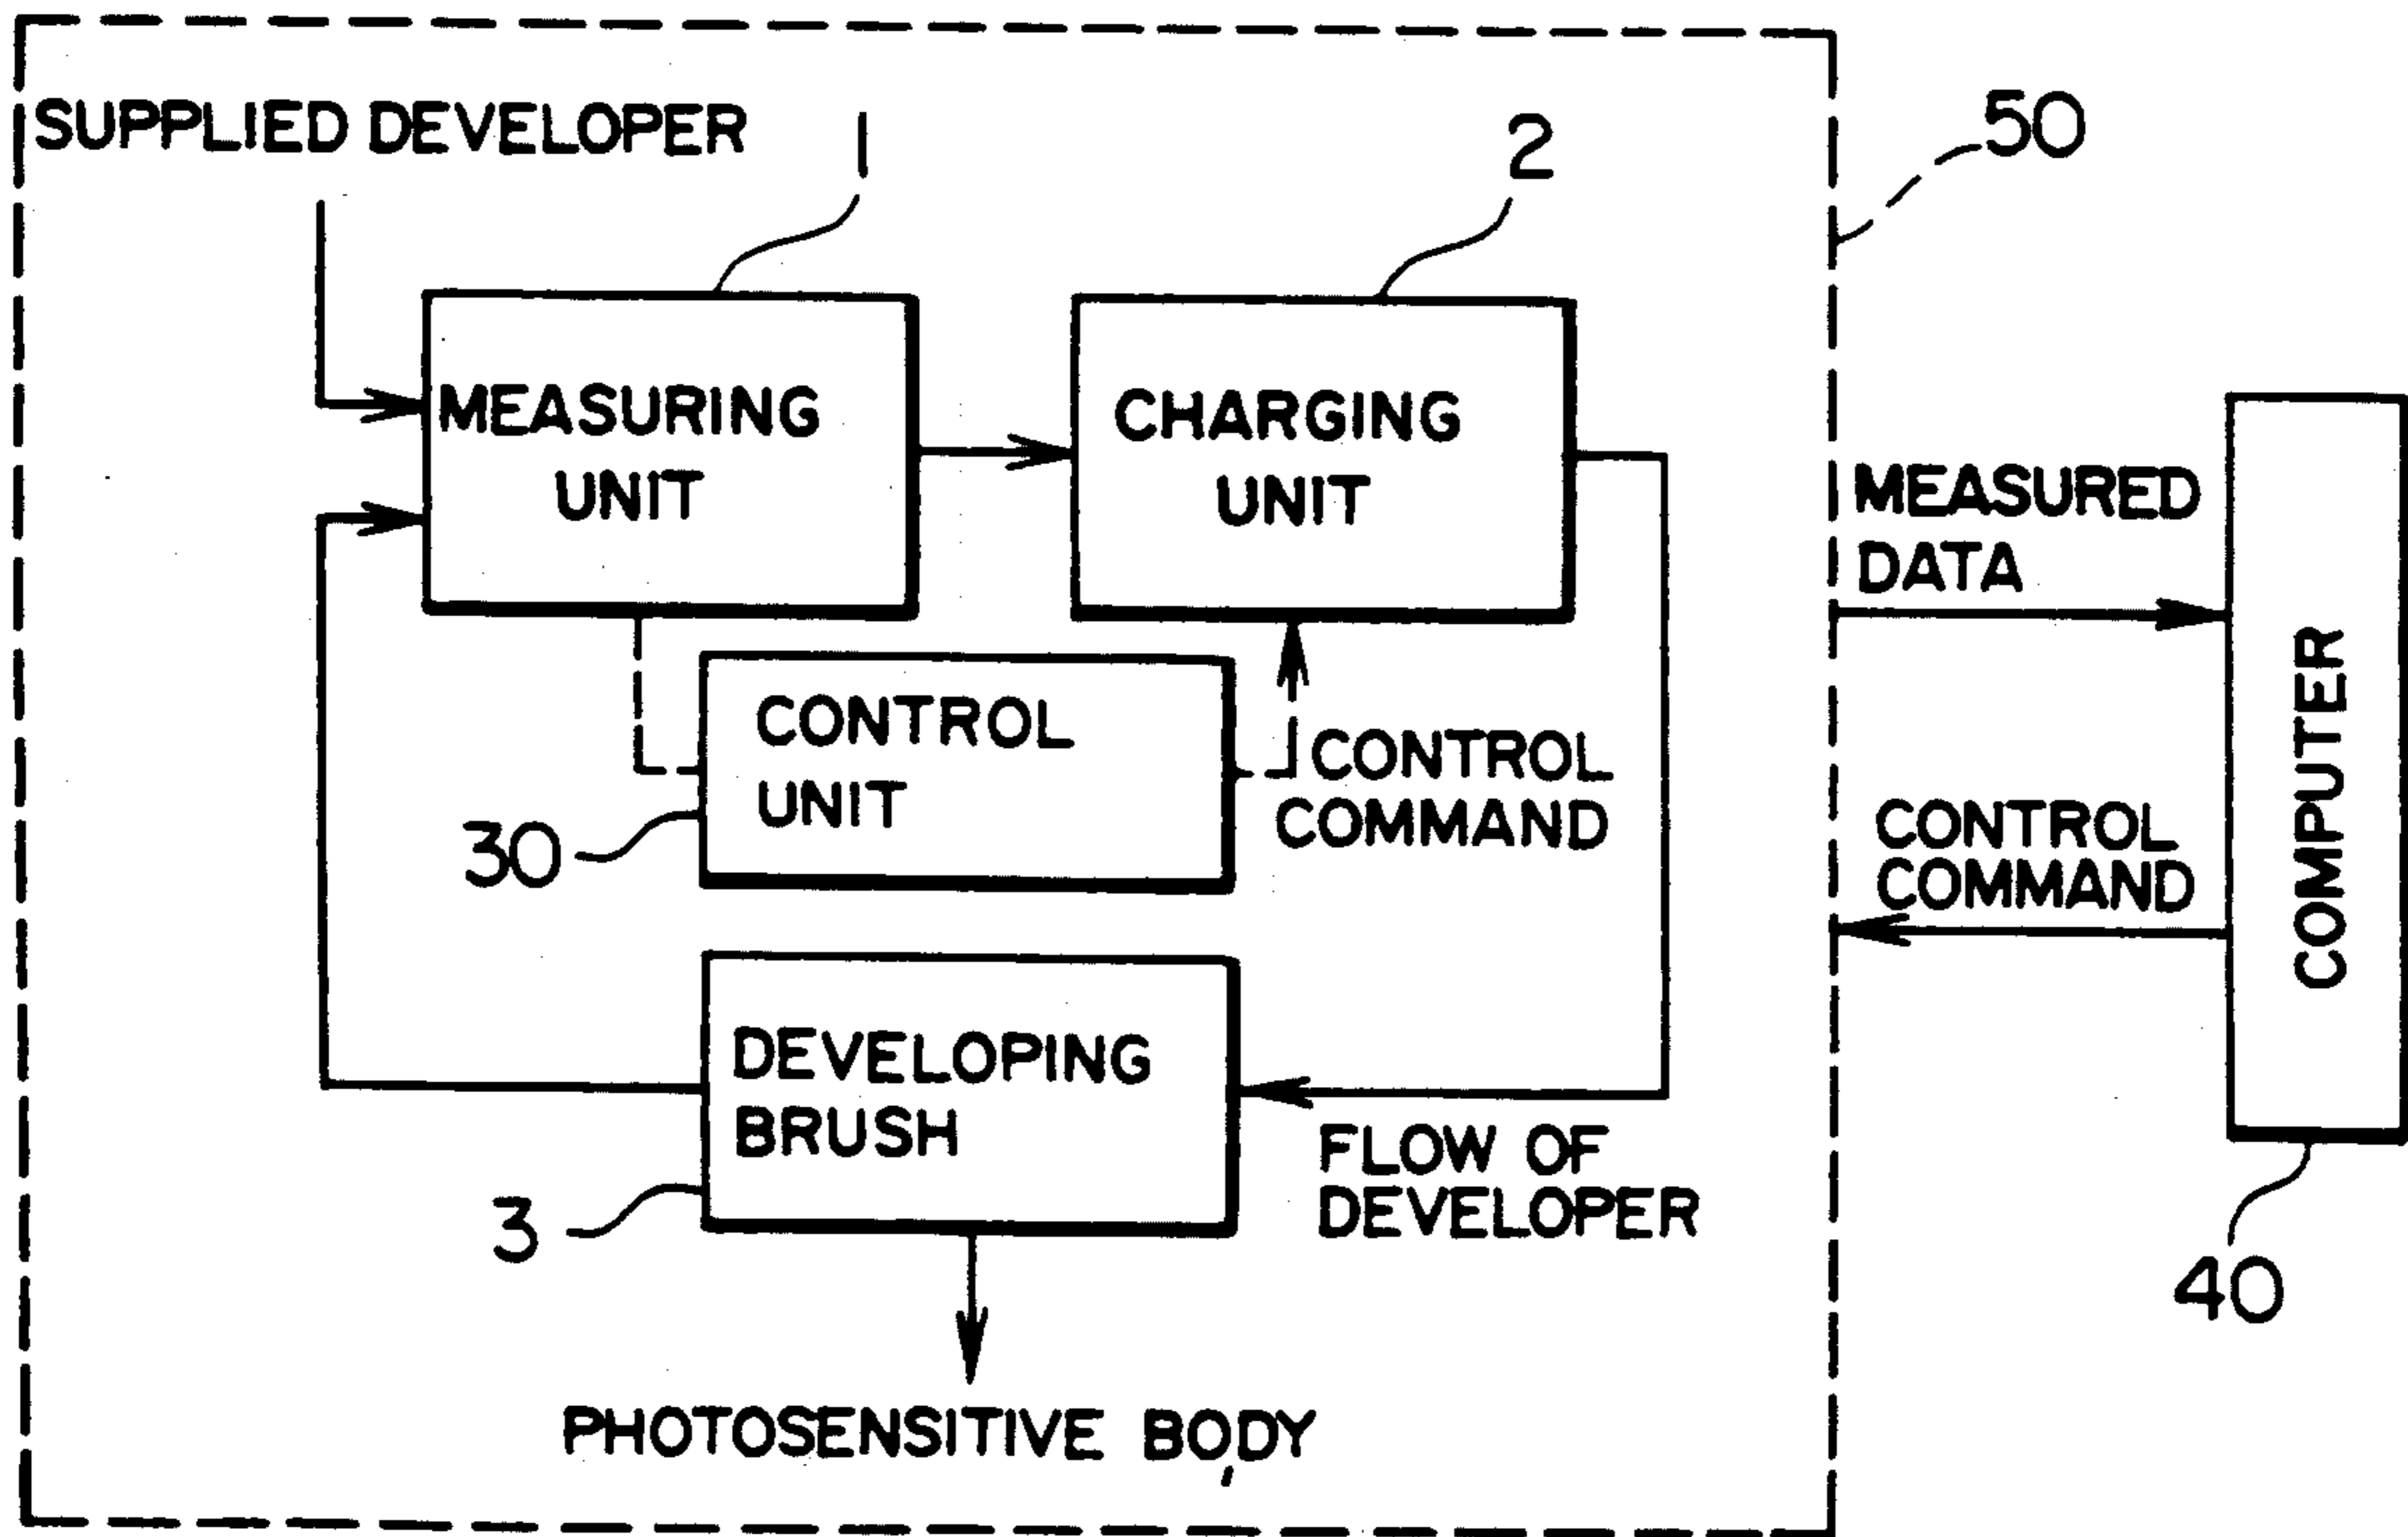 SUPPLIED DEVELOPER
1
2
50
MEASURING
UNIT
CHARGING
UNIT
MEASURED
DATA
CONTROL
UNIT
CONTROL
COMMAND
30
CONTROL
COMMAND
COMPUTER
DEVELOPING
BRUSH
3
FLOW OF
DEVELOPER
40
PHOTOSENSITIVE BODY